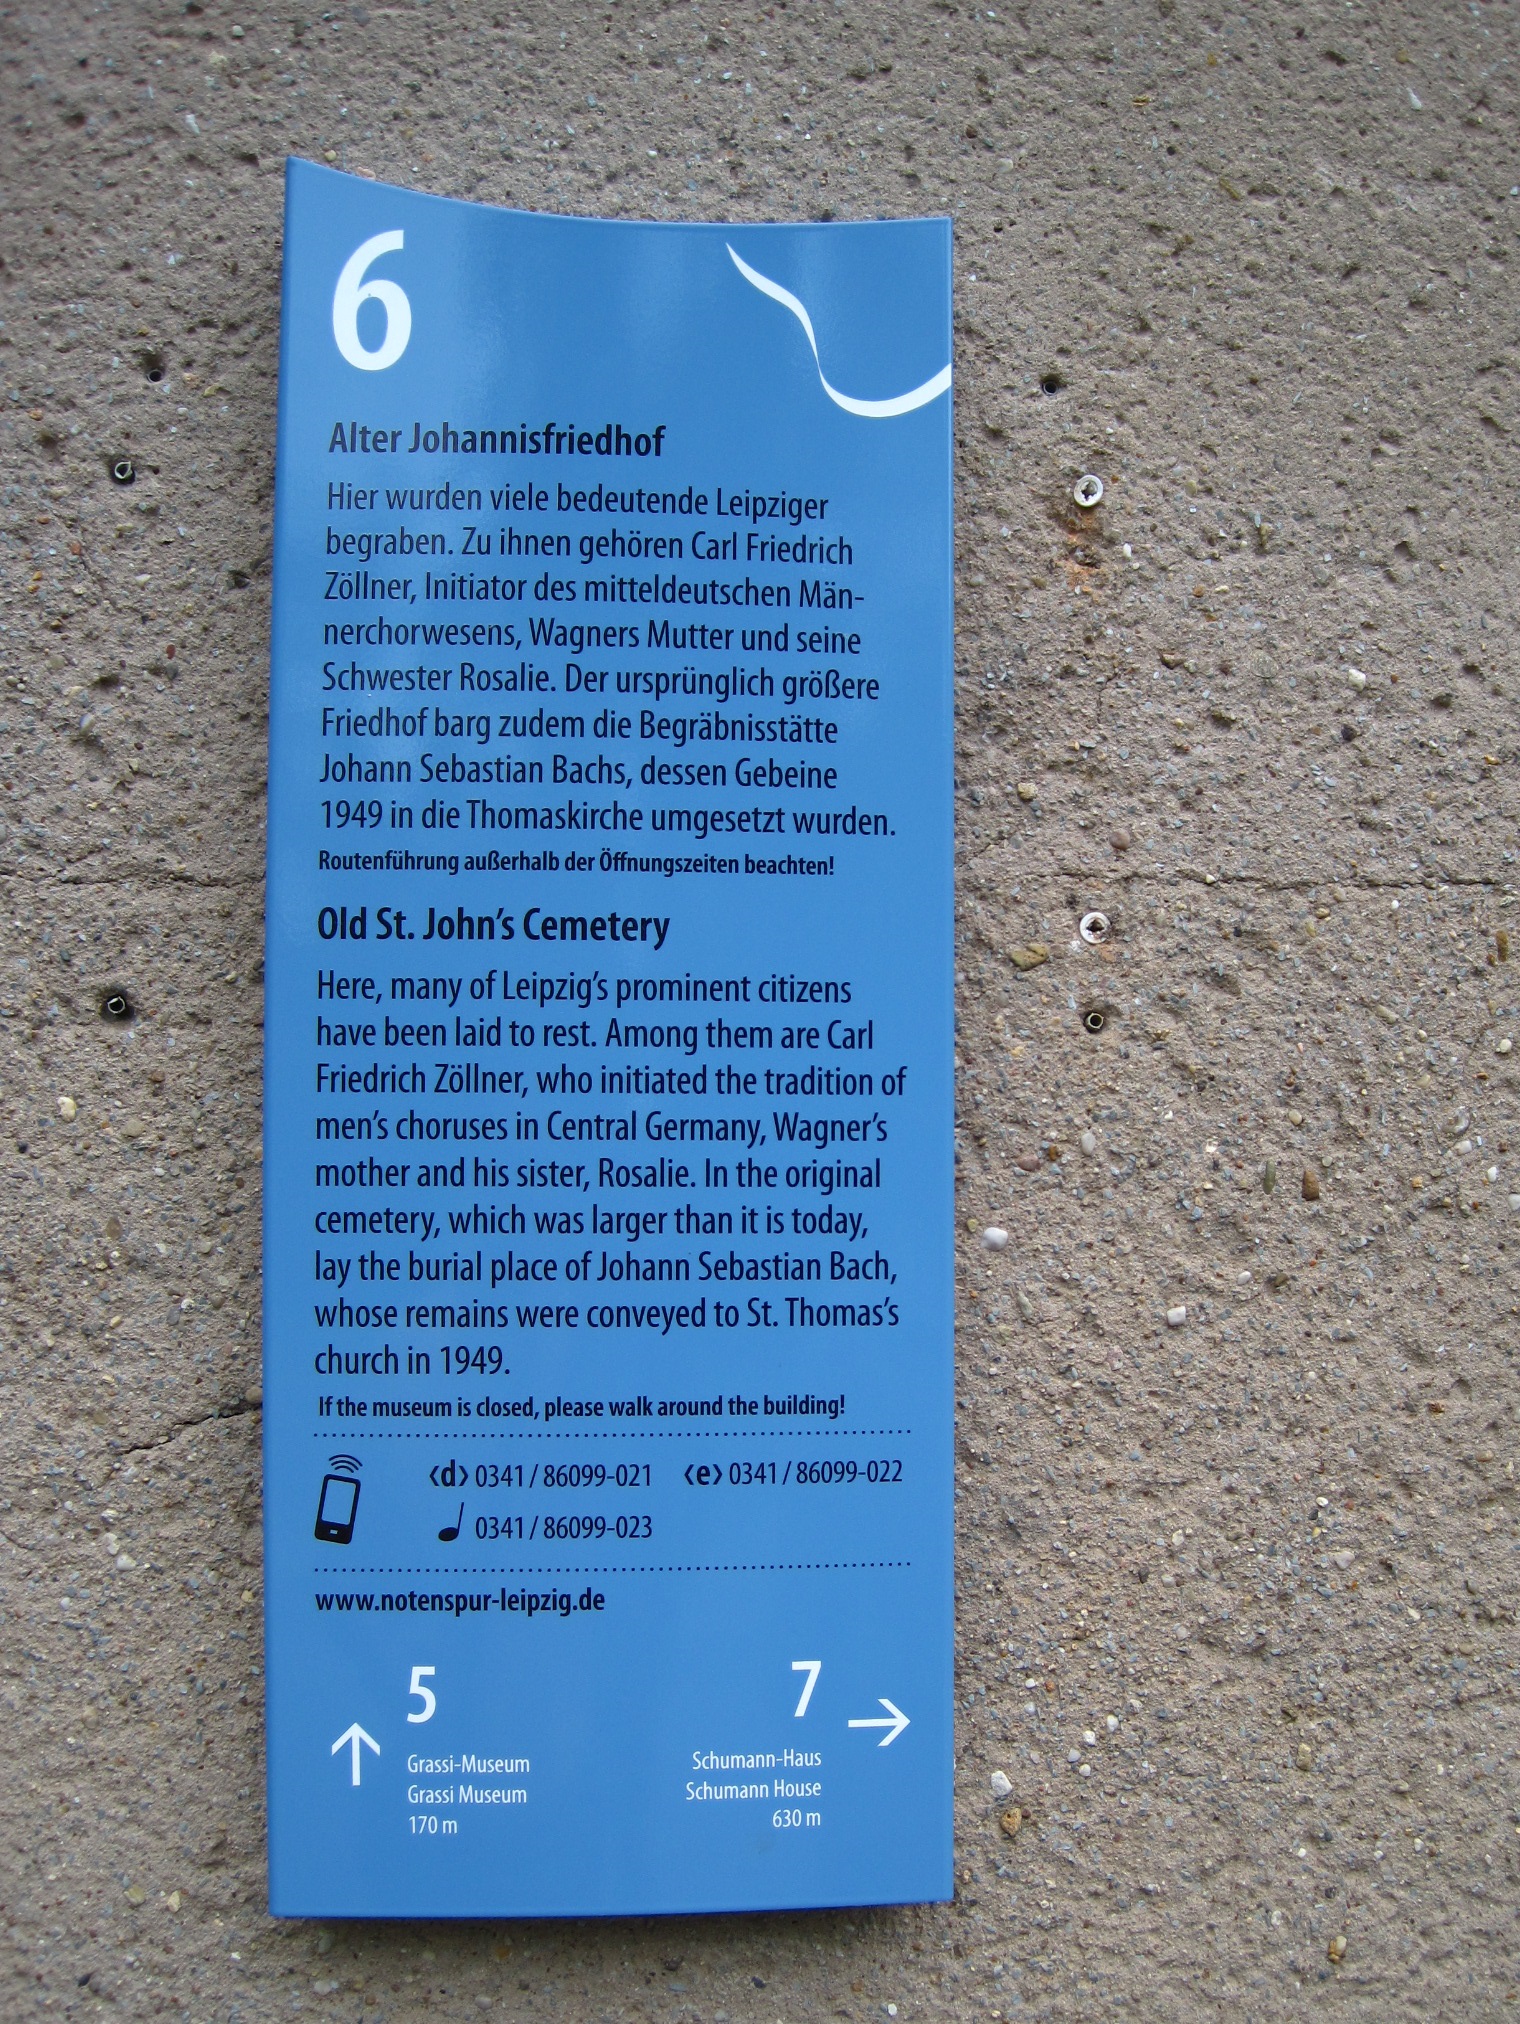 6
Alter Johannisfriedhof
Hier wurden viele bedeutende Leipziger
begraben. Zu ihnen gehören Carl Friedrich
Zöllner, Initiator des mitteldeutschen Män-
nerchorwesens, Wagners Mutter und seine
Schwester Rosalie. Der ursprünglich größere
Friedhof barg zudem die Begräbnisstätte
Johann Sebastian Bachs, dessen Gebeine
1949 in die Thomaskirche umgesetzt wurden.
Routenführung außerhalb der Öffnungszeiten beachten!
Old St. John's Cemetery
Here, many of Leipzig's prominent citizens
have been laid to rest. Among them are Carl
Friedrich Zöllner, who initiated the tradition of
men's choruses in Central Germany, Wagner's
mother and his sister, Rosalie. In the original
cemetery, which was larger than it is today,
lay the burial place of Johann Sebastian Bach,
whose remains were conveyed to St. Thomas's
church in 1949.
If the museum is closed, please walk around the building!
‹d› 0341 / 86099-021 ‹e› 0341 / 86099-022
0341 / 86099-023
www.notenspur-leipzig.de
5
Grassi-Museum
Grassi Museum
170 m
7
Schumann-Haus
Schumann House
630 m